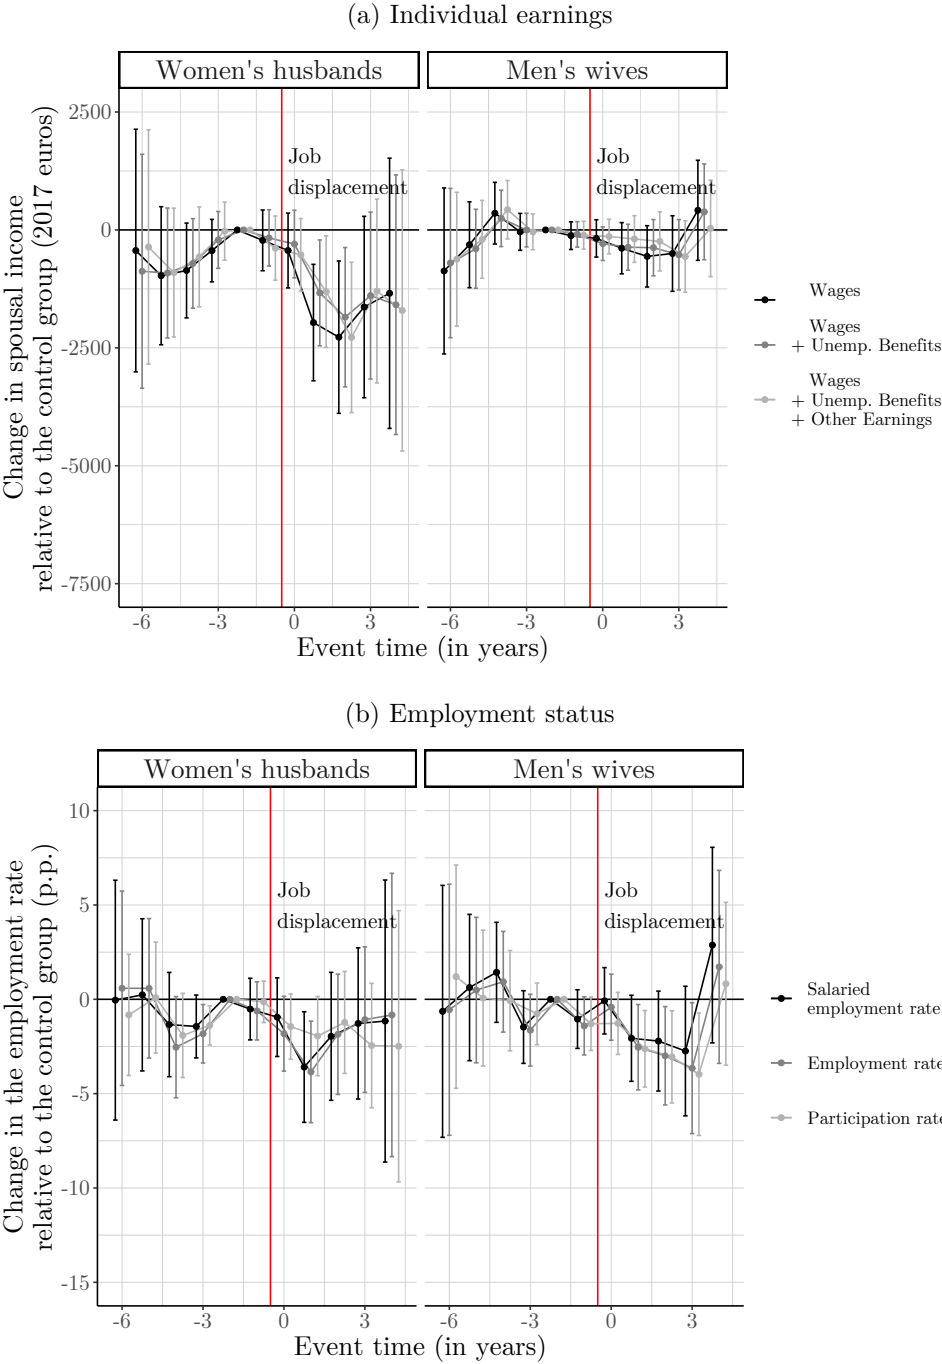 (a) Individual earnings
Women's husbands
Men's wives
Change in spousal income
relative to the control group (2017 euros)
2500
0
-2500
-5000
-7500
Job
displacement
Job
displacement
-6
-3
0
3
-6
-3
0
3
Event time (in years)
Wages
Wages
+ Unemp. Benefits
Wages
+ Unemp. Benefits
+ Other Earnings
(b) Employment status
Women's husbands
Men's wives
Change in the employment rate
relative to the control group (p.p.)
10
5
0
-5
-10
-15
Job
displacement
Job
displacement
-6
-3
0
3
-6
-3
0
3
Event time (in years)
Salaried
employment rate
Employment rate
Participation rate